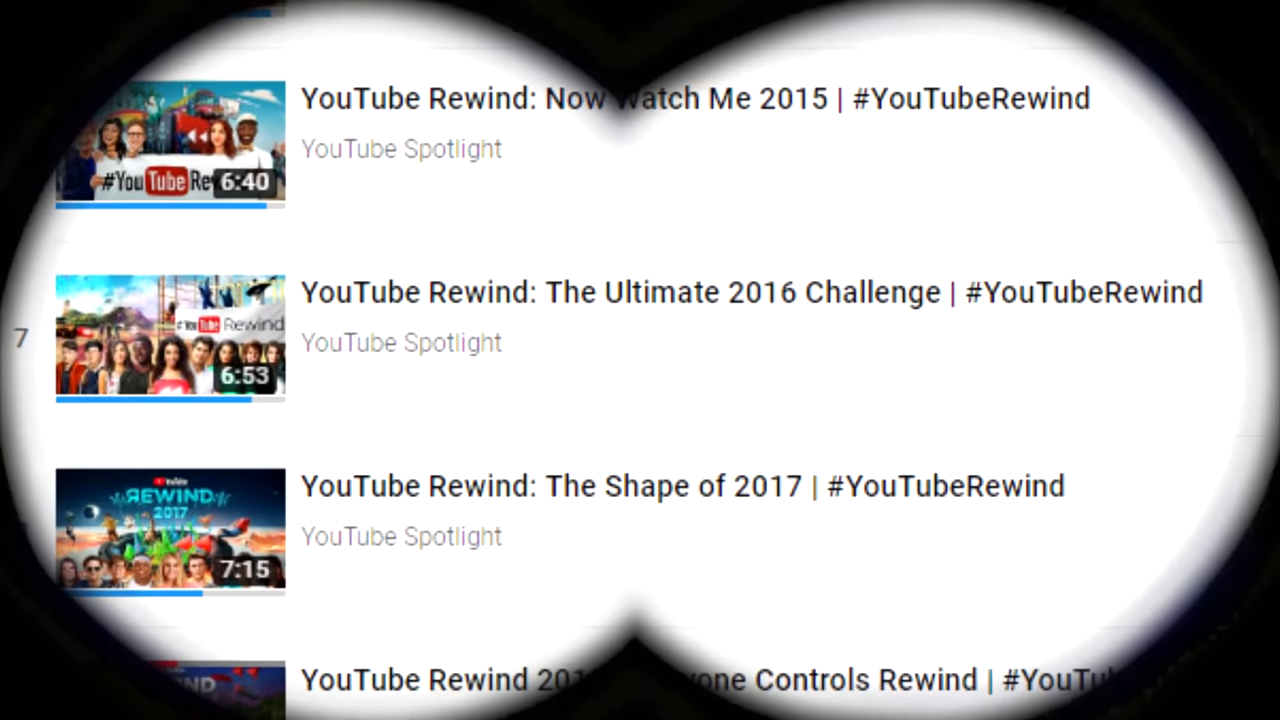 YouTube Rewind: Now Watch Me 2015 | #YouTubeRewind
YouTube Spotlight
#YouTube Re
6:40
7
YouTube Rewind: The Ultimate 2016 Challenge | #YouTubeRewind
YouTube Spotlight
#YouTube Rewind
6:53
YouTube Rewind: The Shape of 2017 | #YouTubeRewind
YouTube Spotlight
YouTube
REWIND
2017
7:15
YouTube Rewind Controls Rewind | #YouTu